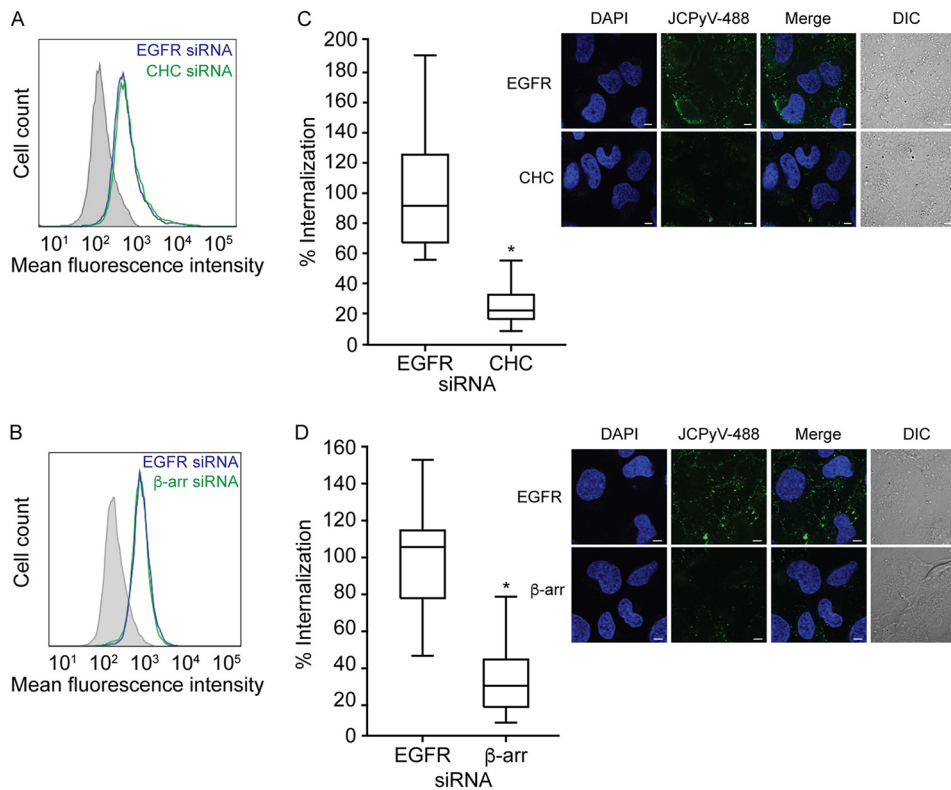 A
EGFR siRNA
CHC siRNA
Cell count
10¹ 10² 10³ 10⁴ 10⁵
Mean fluorescence intensity
B
EGFR siRNA
β-arr siRNA
Cell count
10¹ 10² 10³ 10⁴ 10⁵
Mean fluorescence intensity
C
% Internalization
200
180
160
140
120
100
80
60
40
20
0
*
EGFR CHC
siRNA
DAPI JCPyV-488 Merge DIC
EGFR
CHC
D
% Internalization
160
140
120
100
80
60
40
20
0
*
EGFR β-arr
siRNA
DAPI JCPyV-488 Merge DIC
EGFR
β-arr